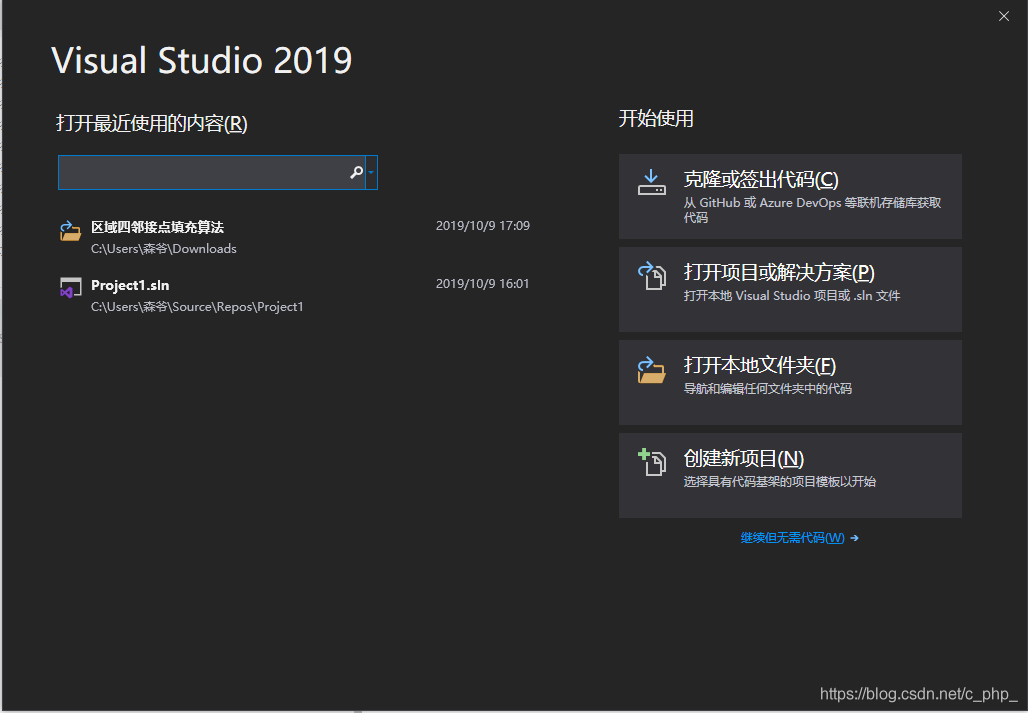 Visual Studio 2019
打开最近使用的内容(R)
区域四邻接点填充算法
2019/10/9 17:09
C:\Users\森爷\Downloads
Project1.sln
2019/10/9 16:01
C:\Users\森爷\Source\Repos\Project1
开始使用
克隆或签出代码(C)
从 GitHub 或 Azure DevOps 等联机存储库获取
代码
打开项目或解决方案(P)
打开本地 Visual Studio 项目或 .sln 文件
打开本地文件夹(F)
导航和编辑任何文件夹中的代码
创建新项目(N)
选择具有代码基架的项目模板以开始
继续但无需代码(W)
https://blog.csdn.net/c_php_